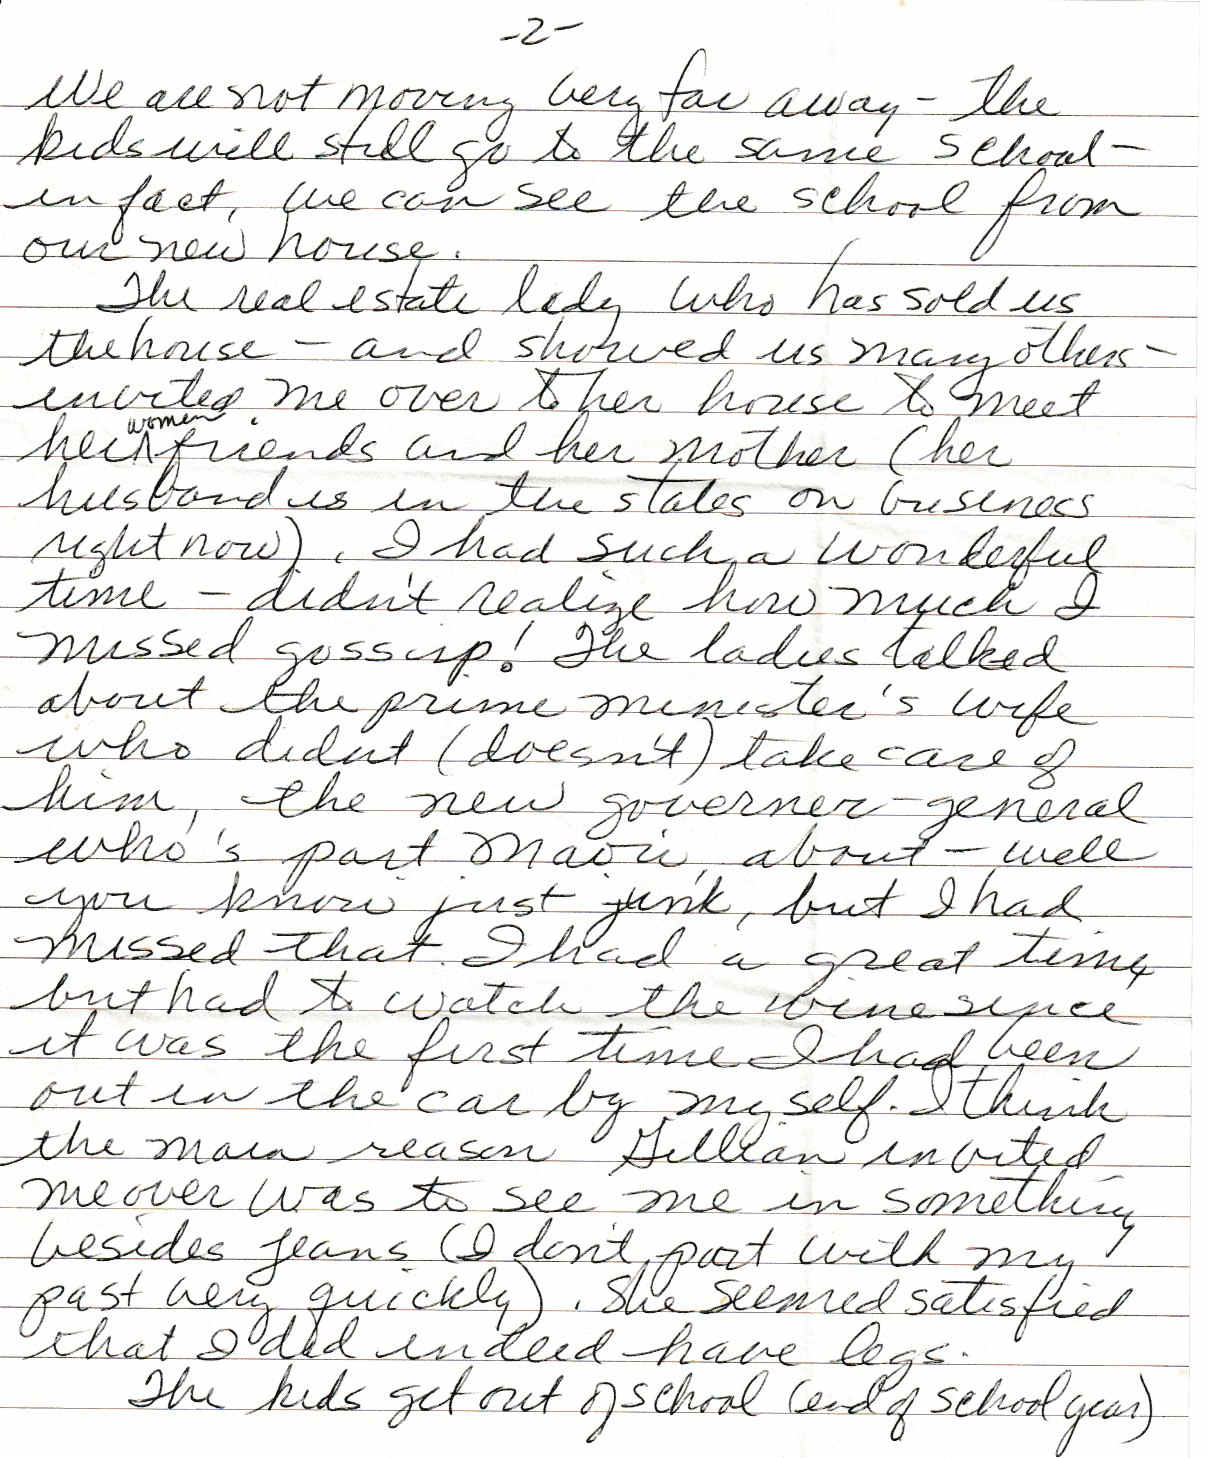 -2-
We are not moving very far away - the
kids will still go to the same school -
in fact, we can see the school from
our new house.
The real estate lady who has sold us
the house - and showed us many others -
invited me over to her house to meet
her women friends and her mother (her
husband is in the states on business
right now). I had such a wonderful
time - didn't realize how much I
missed gossip! The ladies talked
about the prime minister's wife
who didn't (doesn't) take care of
him, the new governer-general
who's part Maori, about - well
you know just junk, but I had
missed that. I had a great time,
but had to watch the wine since
it was the first time I had been
out in the car by myself. I think
the main reason Gillian invited
me over was to see me in something
besides jeans (I don't part with my
past very quickly). She seemed satisfied
that I did indeed have legs.
The kids get out of school (end of school year)